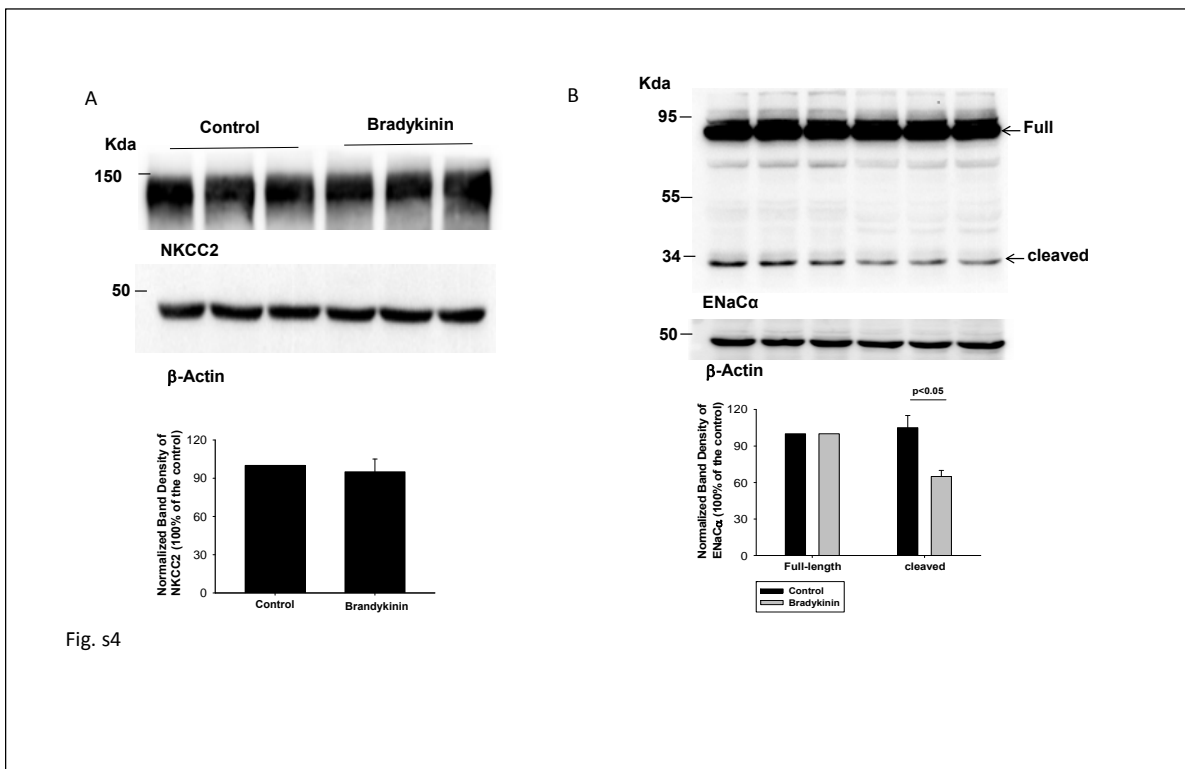 A
Control
Bradykinin
Kda
150
NKCC2
50
β-Actin
Normalized Band Density of
NKCC2 (100% of the control)
120
90
60
30
0
Control
Brandykinin
Fig. s4
B
Kda
95
Full
55
34
cleaved
ENaCα
50
β-Actin
p<0.05
Normalized Band Density of
ENaCα (100% of the control)
120
90
60
30
0
Full-length
cleaved
Control
Bradykinin